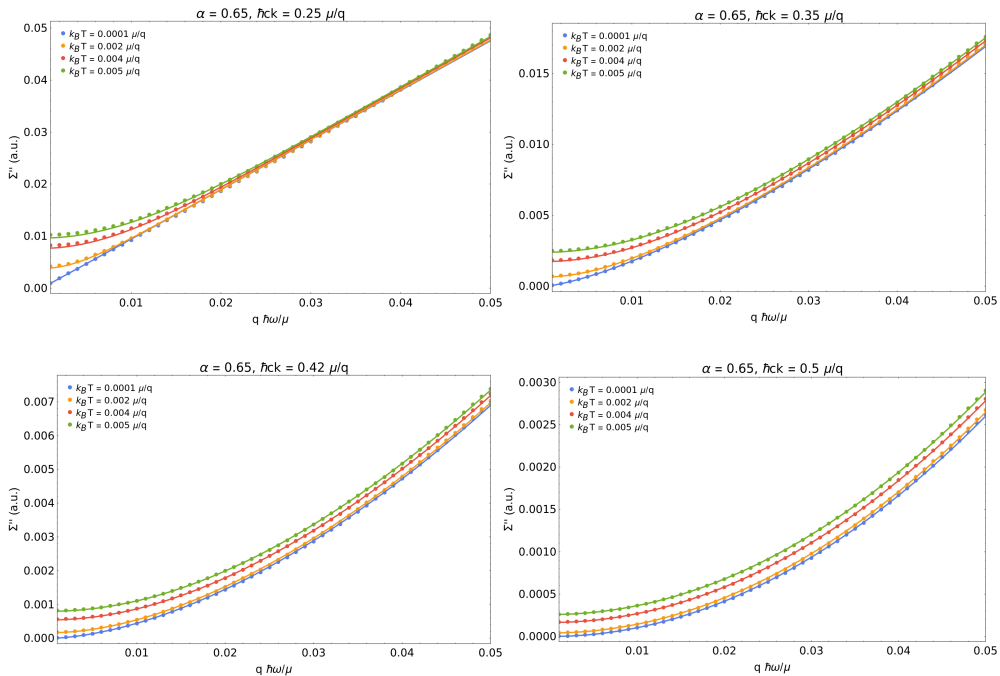 α = 0.65, ħck = 0.25 μ/q
k_BT = 0.0001 μ/q
k_BT = 0.002 μ/q
k_BT = 0.004 μ/q
k_BT = 0.005 μ/q
Σ'' (a.u.)
0.05
0.04
0.03
0.02
0.01
0.00
0.01 0.02 0.03 0.04 0.05
q ħω/μ
α = 0.65, ħck = 0.35 μ/q
k_BT = 0.0001 μ/q
k_BT = 0.002 μ/q
k_BT = 0.004 μ/q
k_BT = 0.005 μ/q
Σ'' (a.u.)
0.015
0.010
0.005
0.000
0.01 0.02 0.03 0.04 0.05
q ħω/μ
α = 0.65, ħck = 0.42 μ/q
k_BT = 0.0001 μ/q
k_BT = 0.002 μ/q
k_BT = 0.004 μ/q
k_BT = 0.005 μ/q
Σ'' (a.u.)
0.007
0.006
0.005
0.004
0.003
0.002
0.001
0.000
0.01 0.02 0.03 0.04 0.05
q ħω/μ
α = 0.65, ħck = 0.5 μ/q
k_BT = 0.0001 μ/q
k_BT = 0.002 μ/q
k_BT = 0.004 μ/q
k_BT = 0.005 μ/q
Σ'' (a.u.)
0.0030
0.0025
0.0020
0.0015
0.0010
0.0005
0.0000
0.01 0.02 0.03 0.04 0.05
q ħω/μ